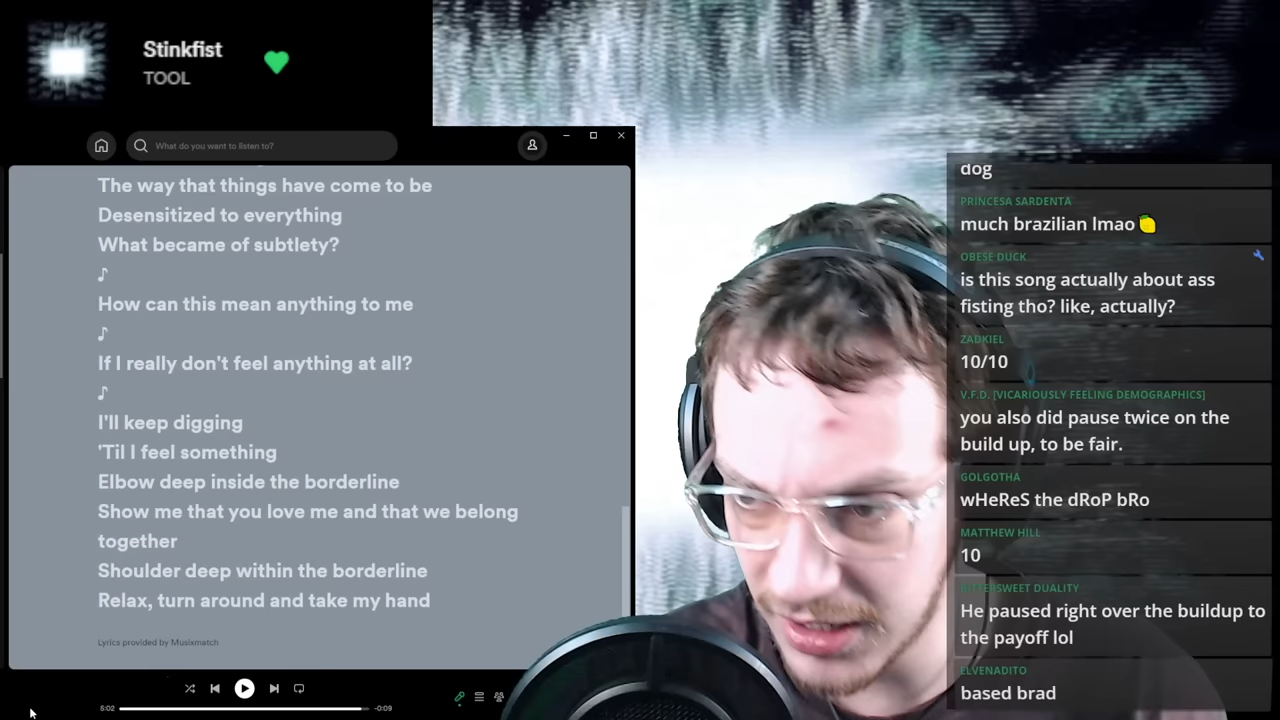 Stinkfist
TOOL
What do you want to listen to?
The way that things have come to be
Desensitized to everything
What became of subtlety?
♪
How can this mean anything to me
♪
If I really don't feel anything at all?
♪
I'll keep digging
'Til I feel something
Elbow deep inside the borderline
Show me that you love me and that we belong
together
Shoulder deep within the borderline
Relax, turn around and take my hand
Lyrics provided by Musixmatch
5:02
-0:09
dog
PRINCESA SARDENTA
much brazilian lmao🍋
OBESE DUCK
is this song actually about ass
fisting tho? like, actually?
ZADKIEL
10/10
V.F.D. [VICARIOUSLY FEELING DEMOGRAPHICS]
you also did pause twice on the
build up, to be fair.
GOLGOTHA
wHeReS the dRoP bRo
MATTHEW HILL
10
BITTERSWEET DUALITY
He paused right over the buildup to
the payoff lol
ELVENADITO
based brad